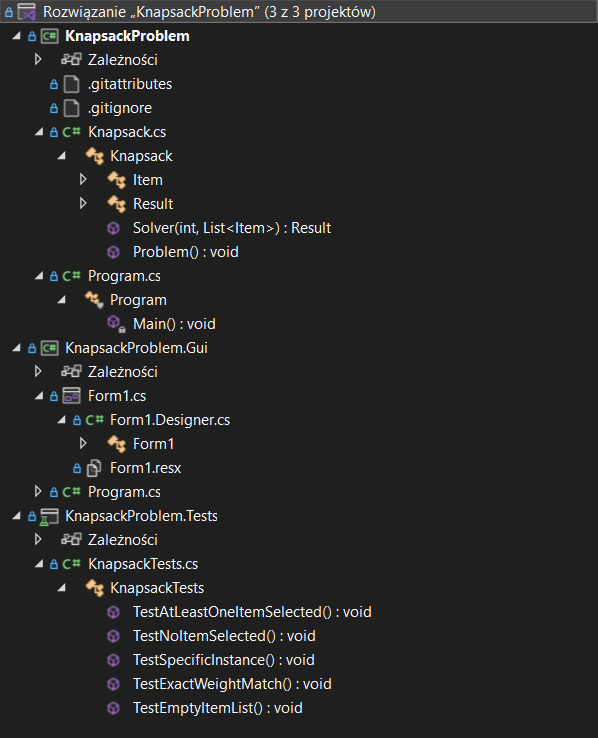 Rozwiązanie „KnapsackProblem” (3 z 3 projektów)
KnapsackProblem
Zależności
.gitattributes
.gitignore
C# Knapsack.cs
Knapsack
Item
Result
Solver(int, List<Item>) : Result
Problem() : void
C# Program.cs
Program
Main() : void
KnapsackProblem.Gui
Zależności
Form1.cs
C# Form1.Designer.cs
Form1
Form1.resx
C# Program.cs
KnapsackProblem.Tests
Zależności
C# KnapsackTests.cs
KnapsackTests
TestAtLeastOneItemSelected() : void
TestNoItemSelected() : void
TestSpecificInstance() : void
TestExactWeightMatch() : void
TestEmptyItemList() : void